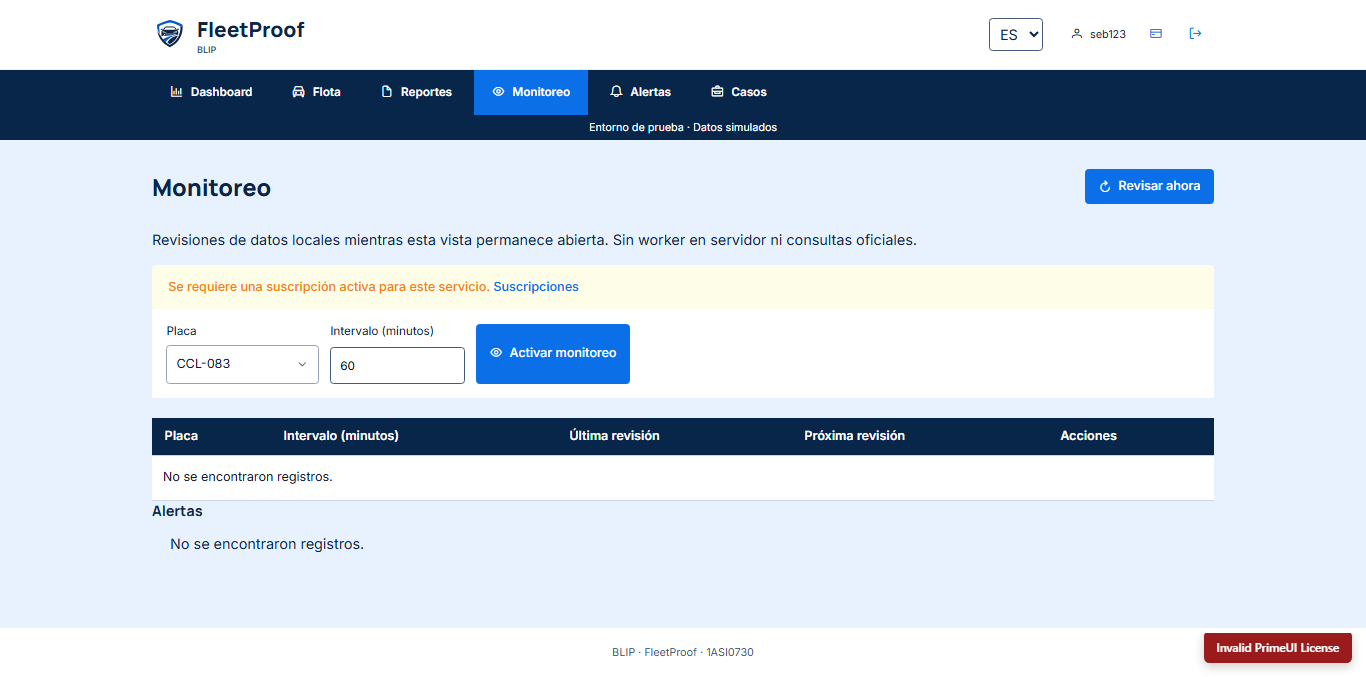 FleetProof
BLIP
ES
seb123
Dashboard
Flota
Reportes
Monitoreo
Alertas
Casos
Entorno de prueba · Datos simulados
Monitoreo
Revisar ahora
Revisiones de datos locales mientras esta vista permanece abierta. Sin worker en servidor ni consultas oficiales.
Se requiere una suscripción activa para este servicio. Suscripciones
Placa
Intervalo (minutos)
CCL-083
60
Activar monitoreo
Placa Intervalo (minutos) Última revisión Próxima revisión Acciones
No se encontraron registros.
Alertas
No se encontraron registros.
BLIP · FleetProof · 1ASI0730
Invalid PrimeUI License